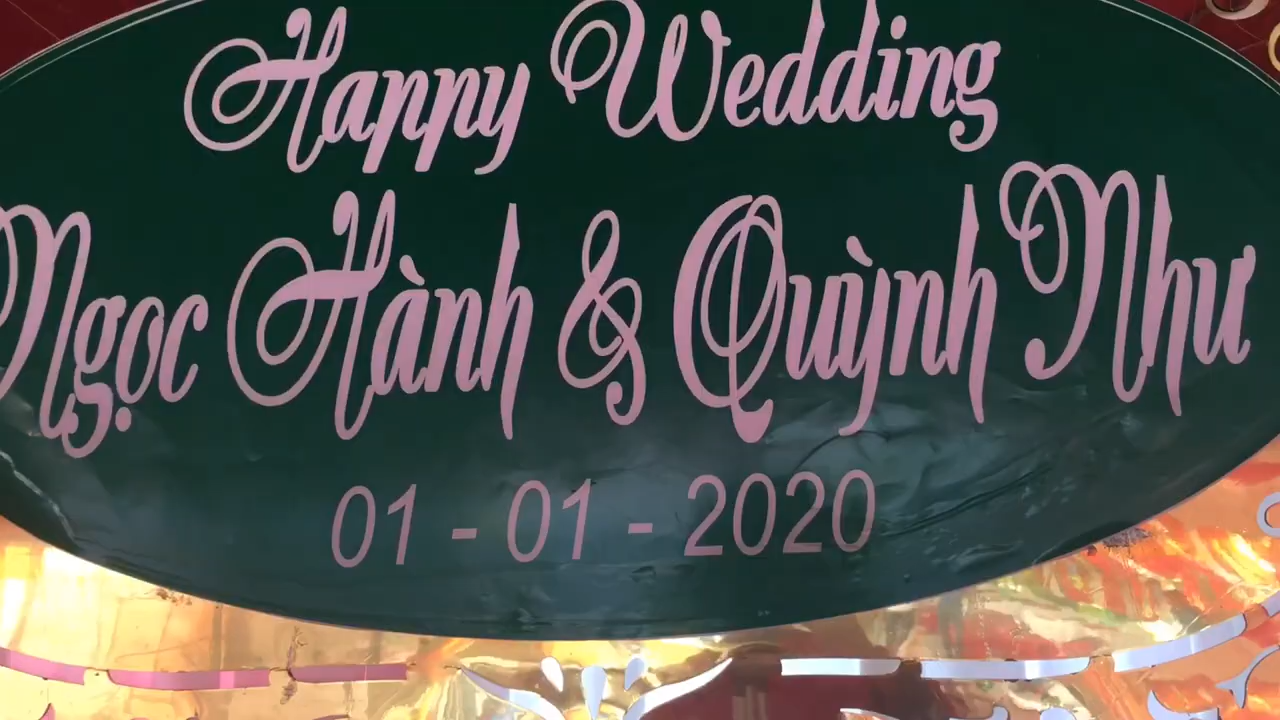 Happy Wedding
Ngọc Hành & Quỳnh Như
01 - 01 - 2020